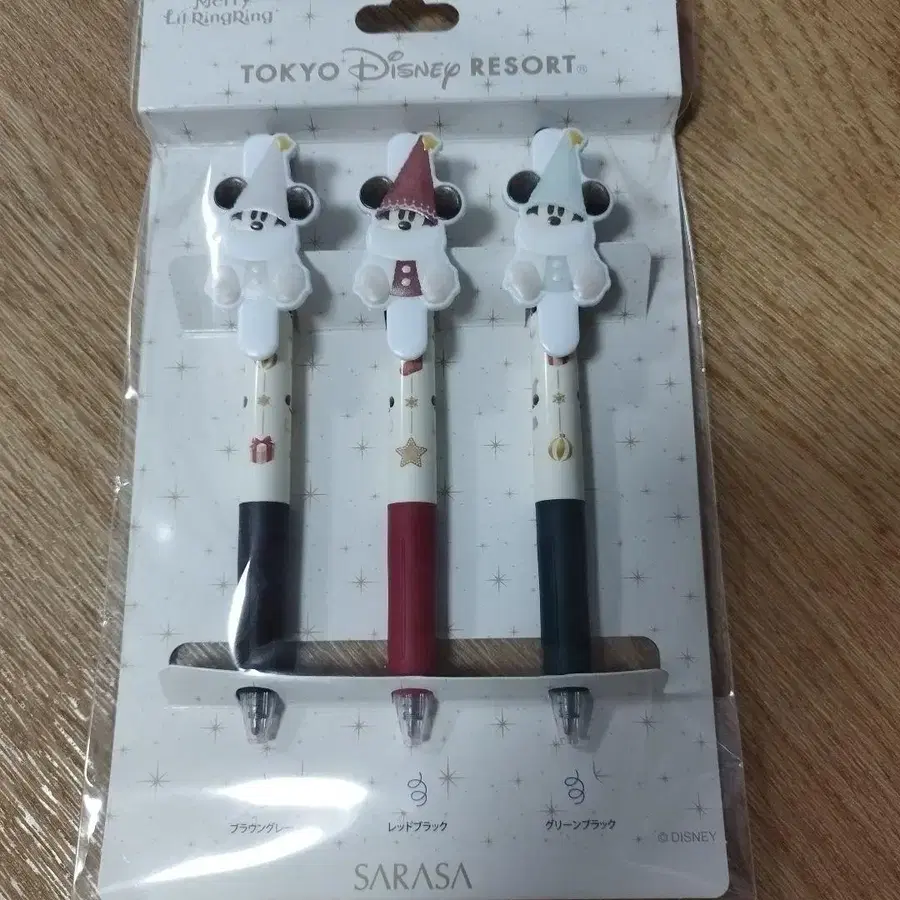 Merry
Lil RingRing
TOKYO Disney RESORT®
ブラウングレー
レッドブラック
グリーンブラック
© DISNEY
SARASA